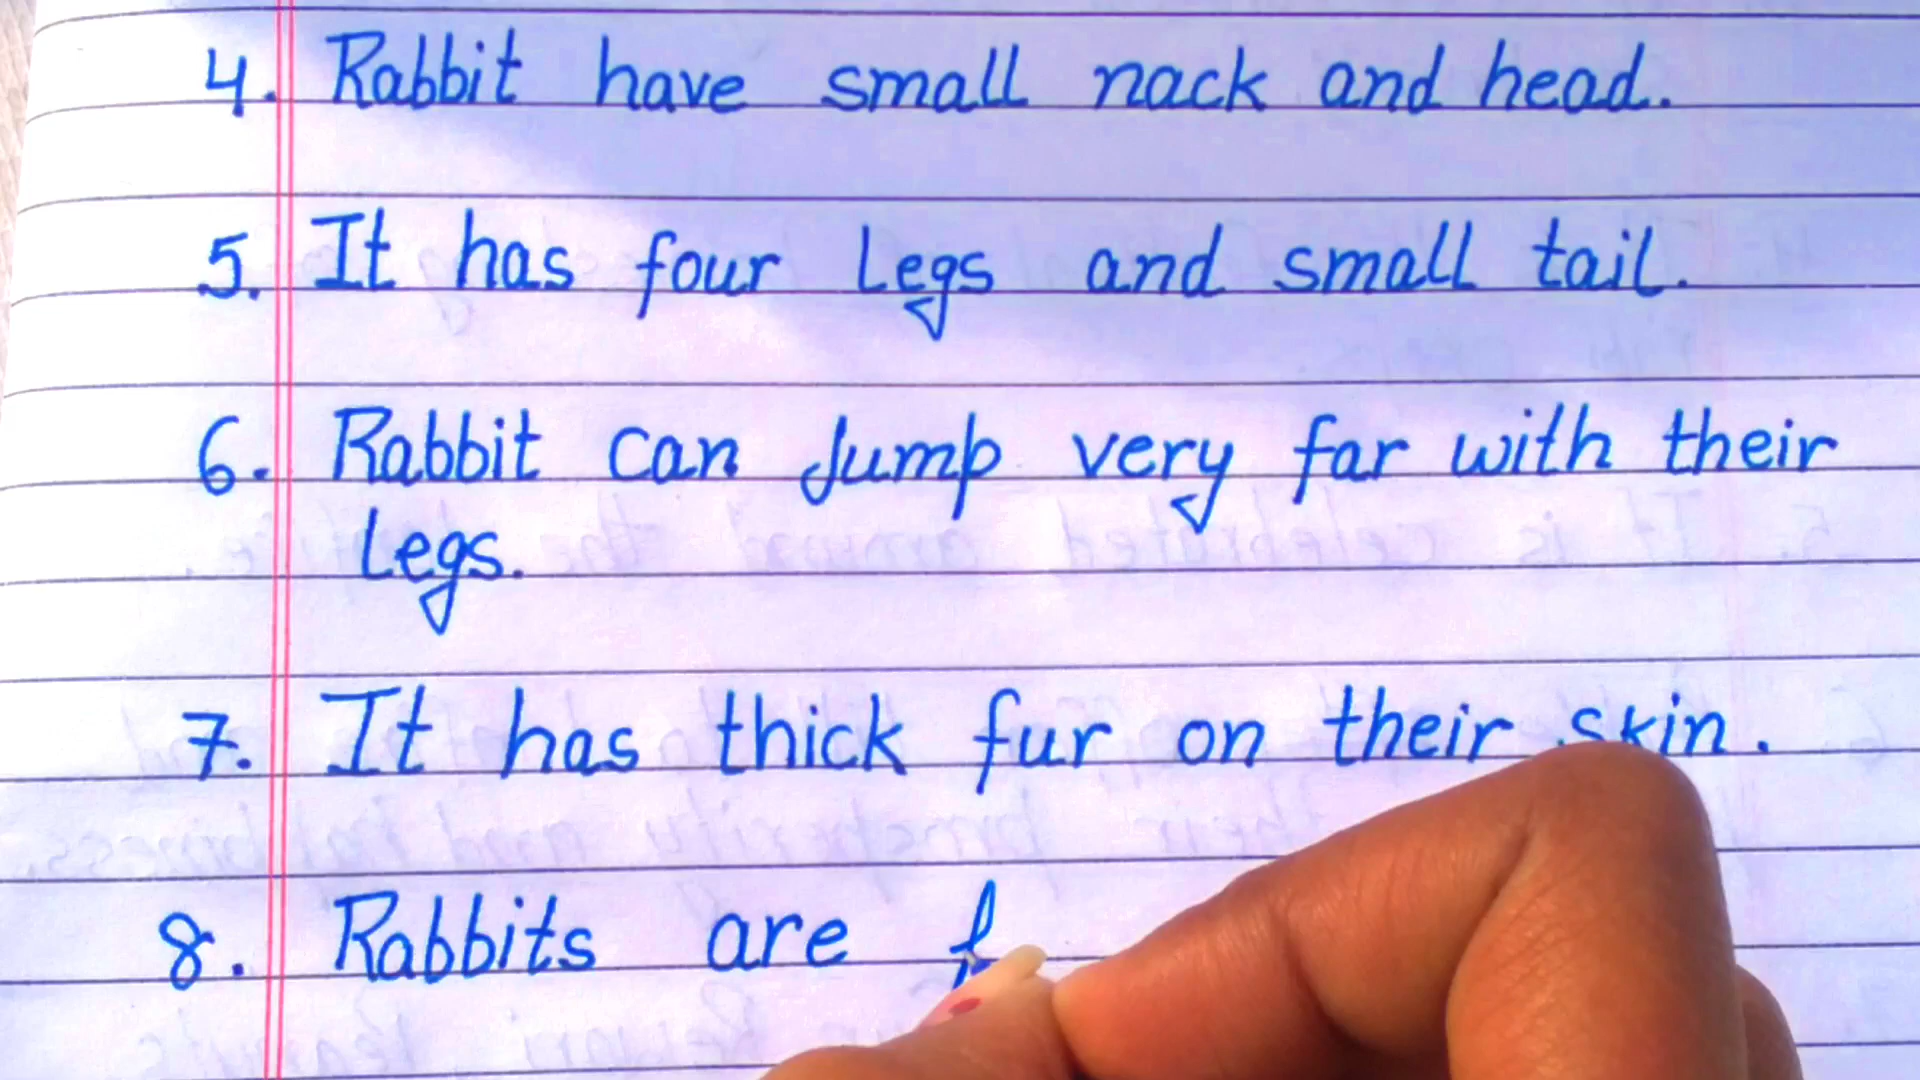 4. Rabbit have small nack and head.
5. It has four Legs and small tail.
6. Rabbit can Jump very far with their
Legs.
7. It has thick fur on their skin.
8. Rabbits are f